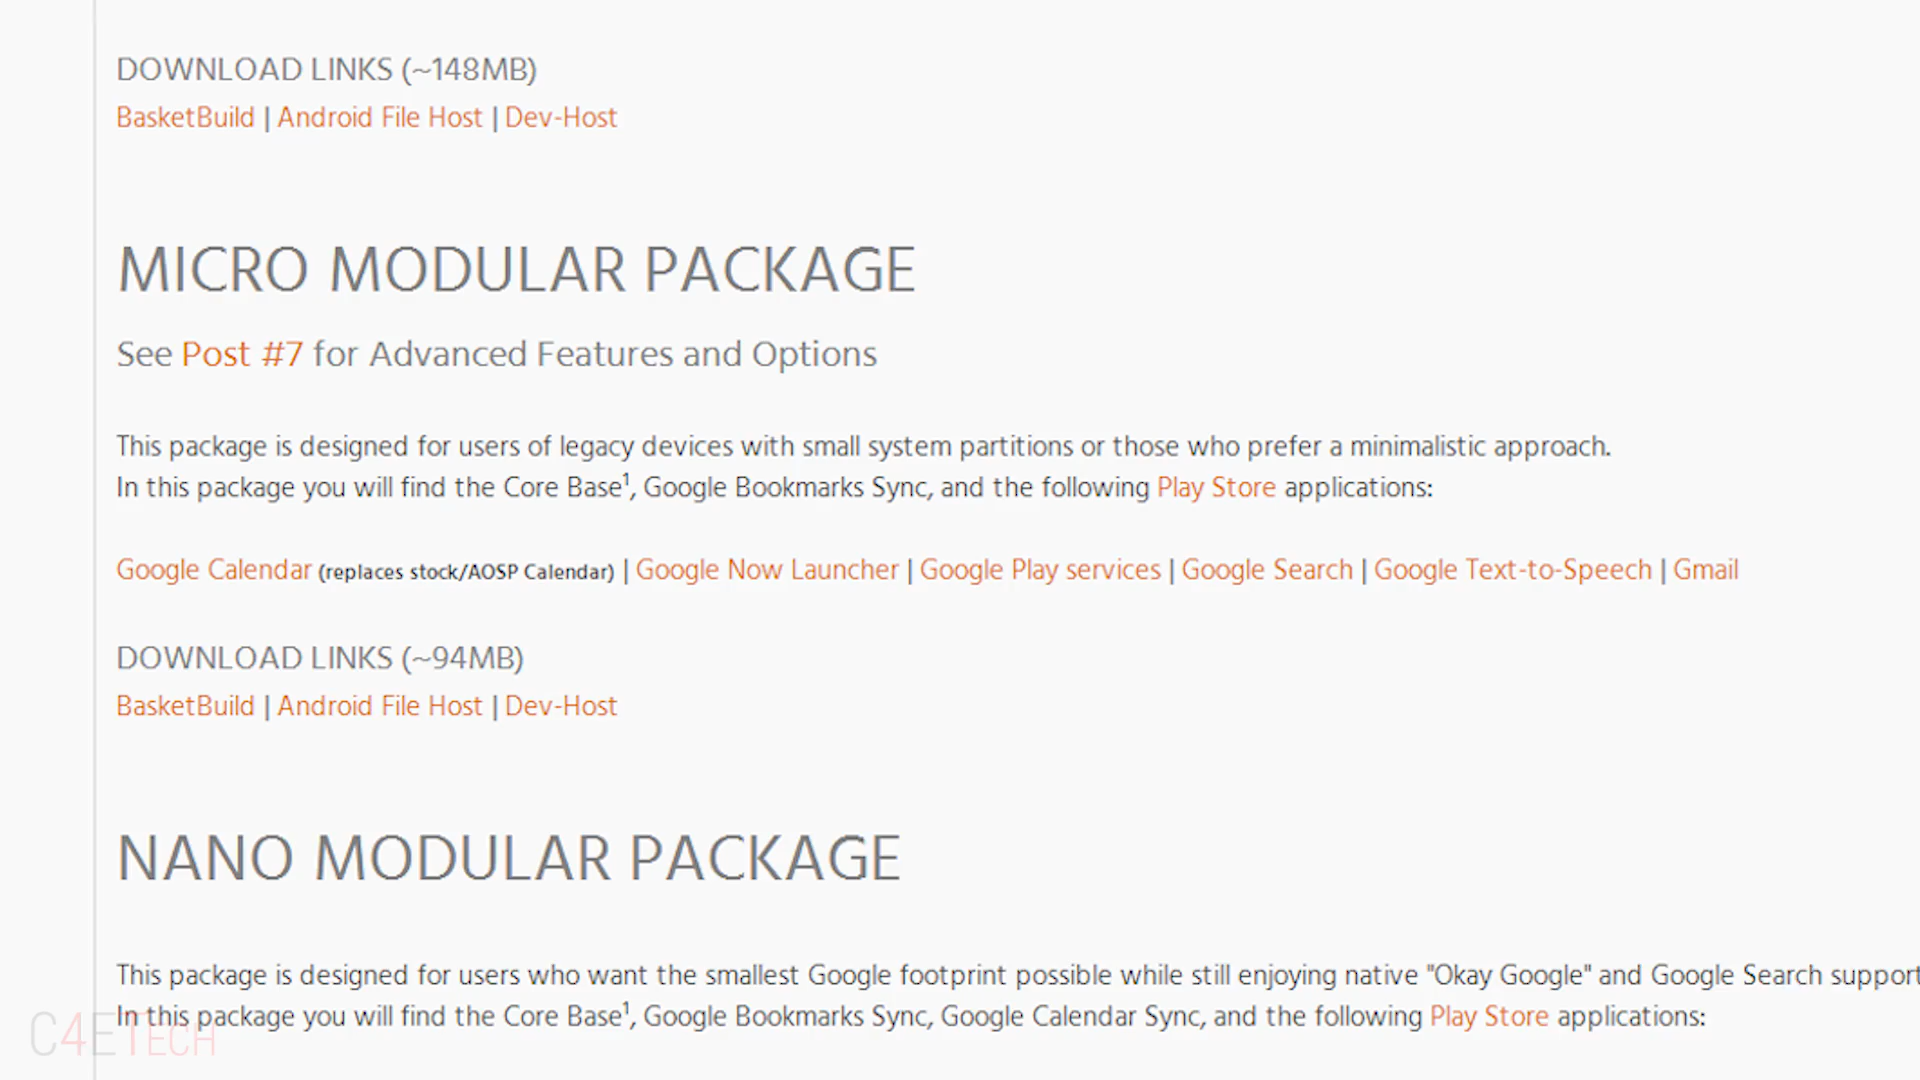 DOWNLOAD LINKS (~148MB)
BasketBuild | Android File Host | Dev-Host
MICRO MODULAR PACKAGE
See Post #7 for Advanced Features and Options
This package is designed for users of legacy devices with small system partitions or those who prefer a minimalistic approach.
In this package you will find the Core Base¹, Google Bookmarks Sync, and the following Play Store applications:
Google Calendar (replaces stock/AOSP Calendar) | Google Now Launcher | Google Play services | Google Search | Google Text-to-Speech | Gmail
DOWNLOAD LINKS (~94MB)
BasketBuild | Android File Host | Dev-Host
NANO MODULAR PACKAGE
This package is designed for users who want the smallest Google footprint possible while still enjoying native "Okay Google" and Google Search support
In this package you will find the Core Base¹, Google Bookmarks Sync, Google Calendar Sync, and the following Play Store applications:
C4ETECH